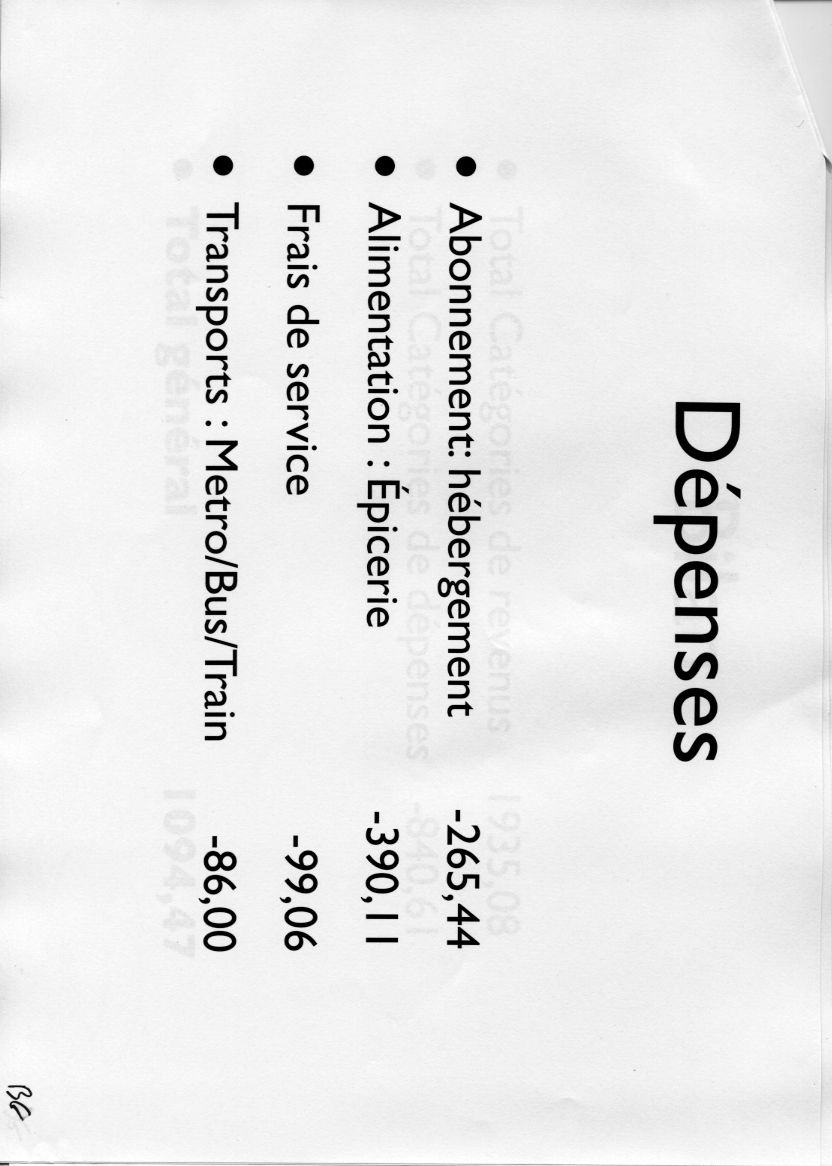 Dépenses
• Abonnement: hébergement -265,44
• Alimentation : Épicerie -390,11
• Frais de service -99,06
• Transports : Metro/Bus/Train -86,00
• Total Catégories de revenus 1935,08
• Total Catégories de dépenses -840,61
• Total général 1094,47